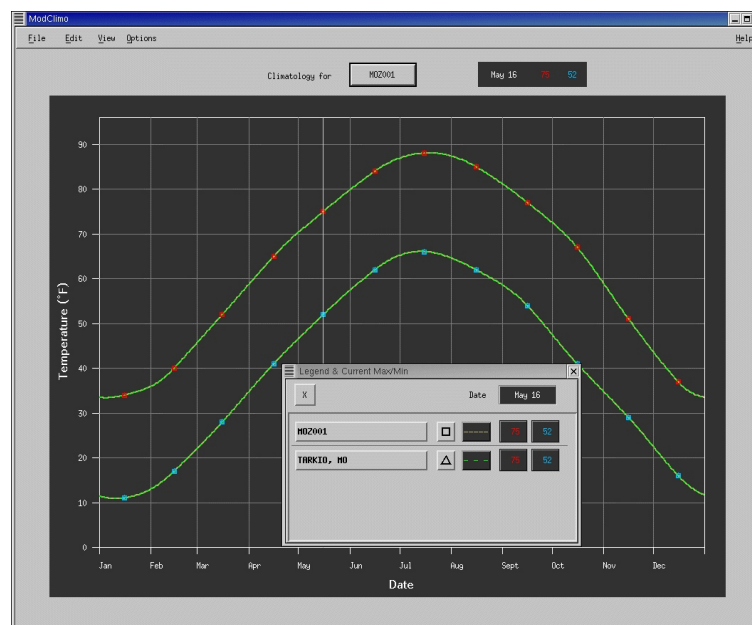 ModClimo
File Edit View Options Help
Climatology for MOZ001 May 16 75 52
90
80
70
60
50
40
30
20
10
0
Temperature (°F)
Jan Feb Mar Apr May Jun Jul Aug Sept Oct Nov Dec
Date
Legend & Current Max/Min
X Date May 16
MOZ001 75 52
TARKIO, MO 75 52